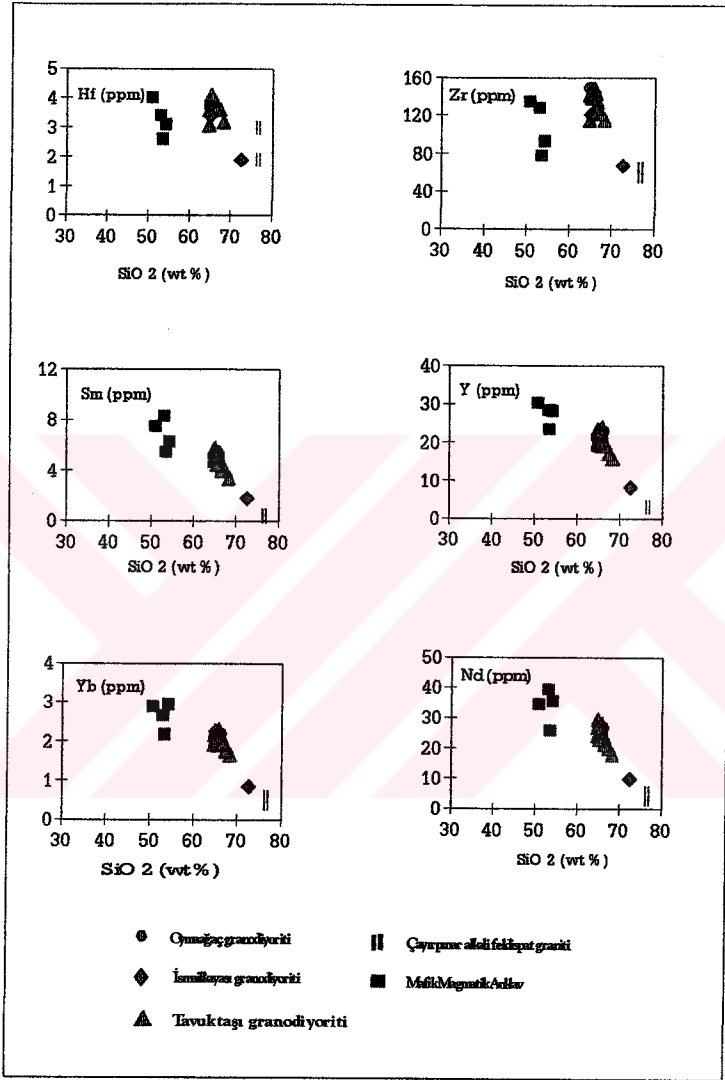 Hf (ppm)
5
4
3
2
1
0
30 40 50 60 70 80
SiO 2 (wt %)
Zr (ppm)
160
120
80
40
0
30 40 50 60 70 80
SiO 2 (wt %)
Sm (ppm)
12
8
4
0
30 40 50 60 70 80
SiO 2 (wt %)
Y (ppm)
40
30
20
10
0
30 40 50 60 70 80
SiO 2 (wt %)
Yb (ppm)
4
3
2
1
0
30 40 50 60 70 80
SiO 2 (wt %)
Nd (ppm)
50
40
30
20
10
0
30 40 50 60 70 80
SiO 2 (wt %)
granodiyoriti
granodiyoriti
Tavuktaşı granodiyoriti
Çayırpınar alkali feldispat graniti
Mafik Magmatik Anklav